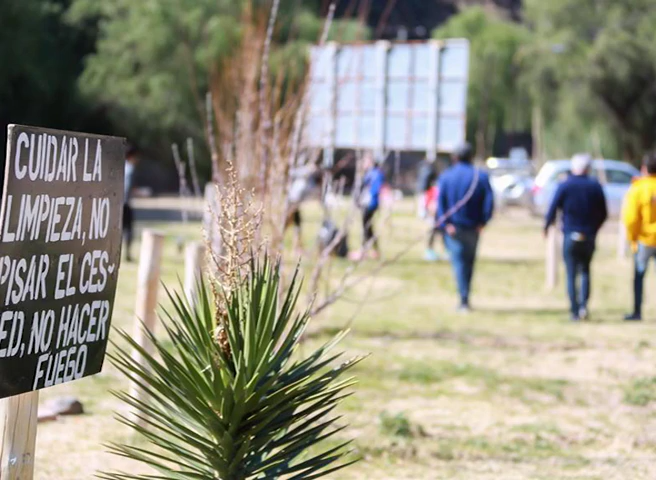 CUIDAR LA
LIMPIEZA, NO
PISAR EL CES-
ED, NO HACER
FUEGO